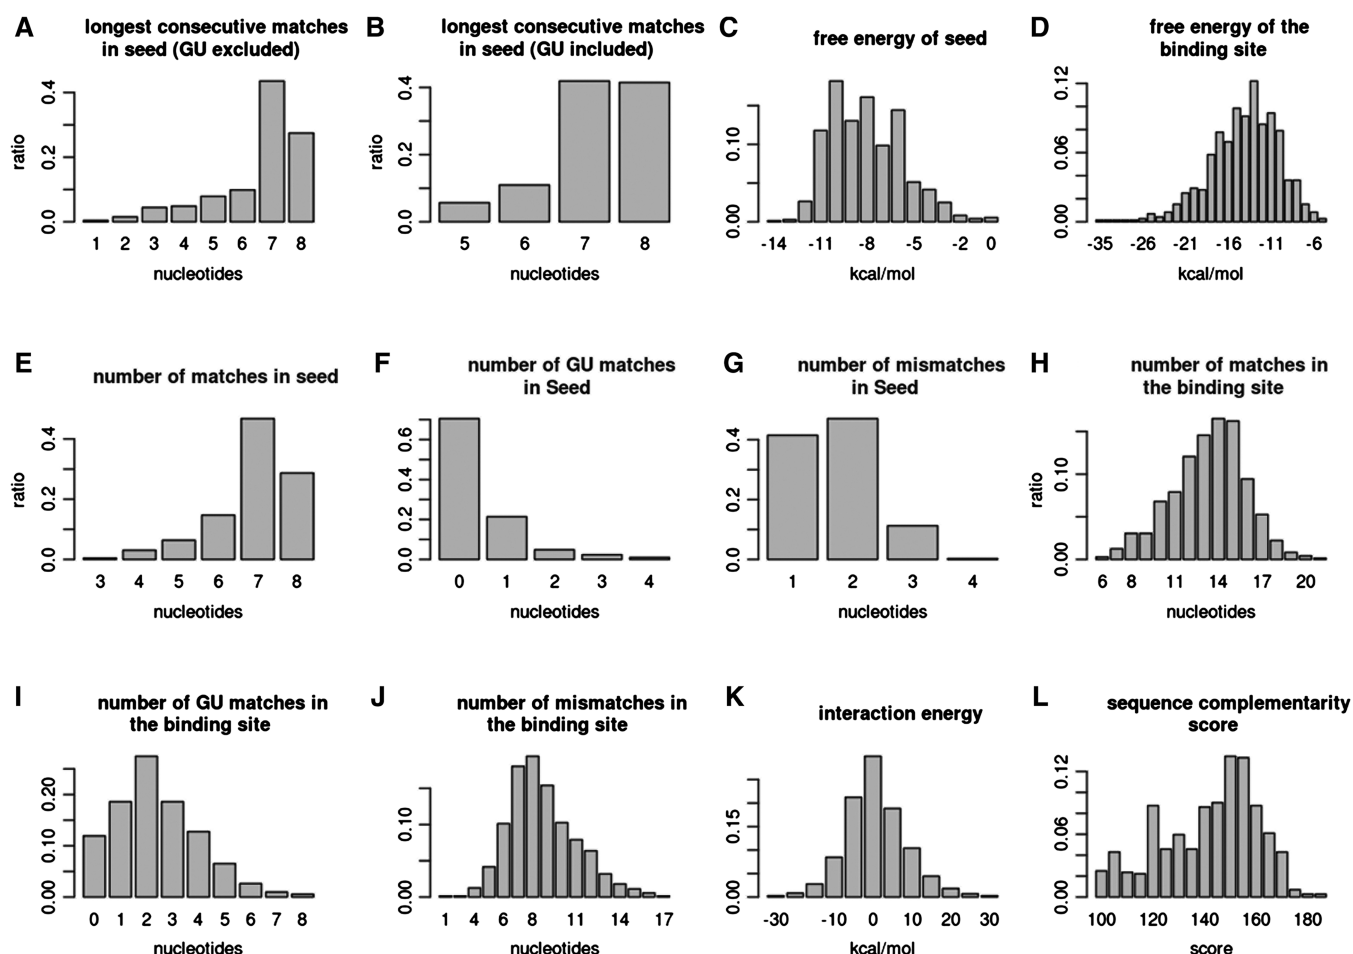 A longest consecutive matches
in seed (GU excluded)
ratio
0.0 0.2 0.4
1 2 3 4 5 6 7 8
nucleotides
B longest consecutive matches
in seed (GU included)
ratio
0.0 0.2 0.4
5 6 7 8
nucleotides
C free energy of seed
0.00 0.10
-14 -11 -8 -5 -2 0
kcal/mol
D free energy of the
binding site
0.00 0.06 0.12
-35 -26 -21 -16 -11 -6
kcal/mol
E number of matches in seed
ratio
0.0 0.2 0.4
3 4 5 6 7 8
nucleotides
F number of GU matches
in Seed
0.0 0.2 0.4 0.6
0 1 2 3 4
nucleotides
G number of mismatches
in Seed
0.0 0.2 0.4
1 2 3 4
nucleotides
H number of matches in
the binding site
ratio
0.00 0.10
6 8 11 14 17 20
nucleotides
I number of GU matches in
the binding site
0.00 0.10 0.20
0 1 2 3 4 5 6 7 8
nucleotides
J number of mismatches in
the binding site
0.00 0.10
1 4 6 8 11 14 17
nucleotides
K interaction energy
0.00 0.15
-30 -10 0 10 30
kcal/mol
L sequence complementarity
score
0.00 0.06 0.12
100 120 140 160 180
score